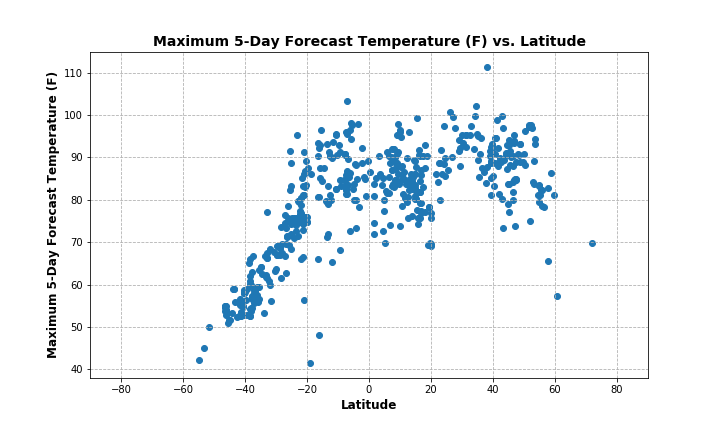 Maximum 5-Day Forecast Temperature (F) vs. Latitude
Maximum 5-Day Forecast Temperature (F)
110
100
90
80
70
60
50
40
−80 −60 −40 −20 0 20 40 60 80
Latitude